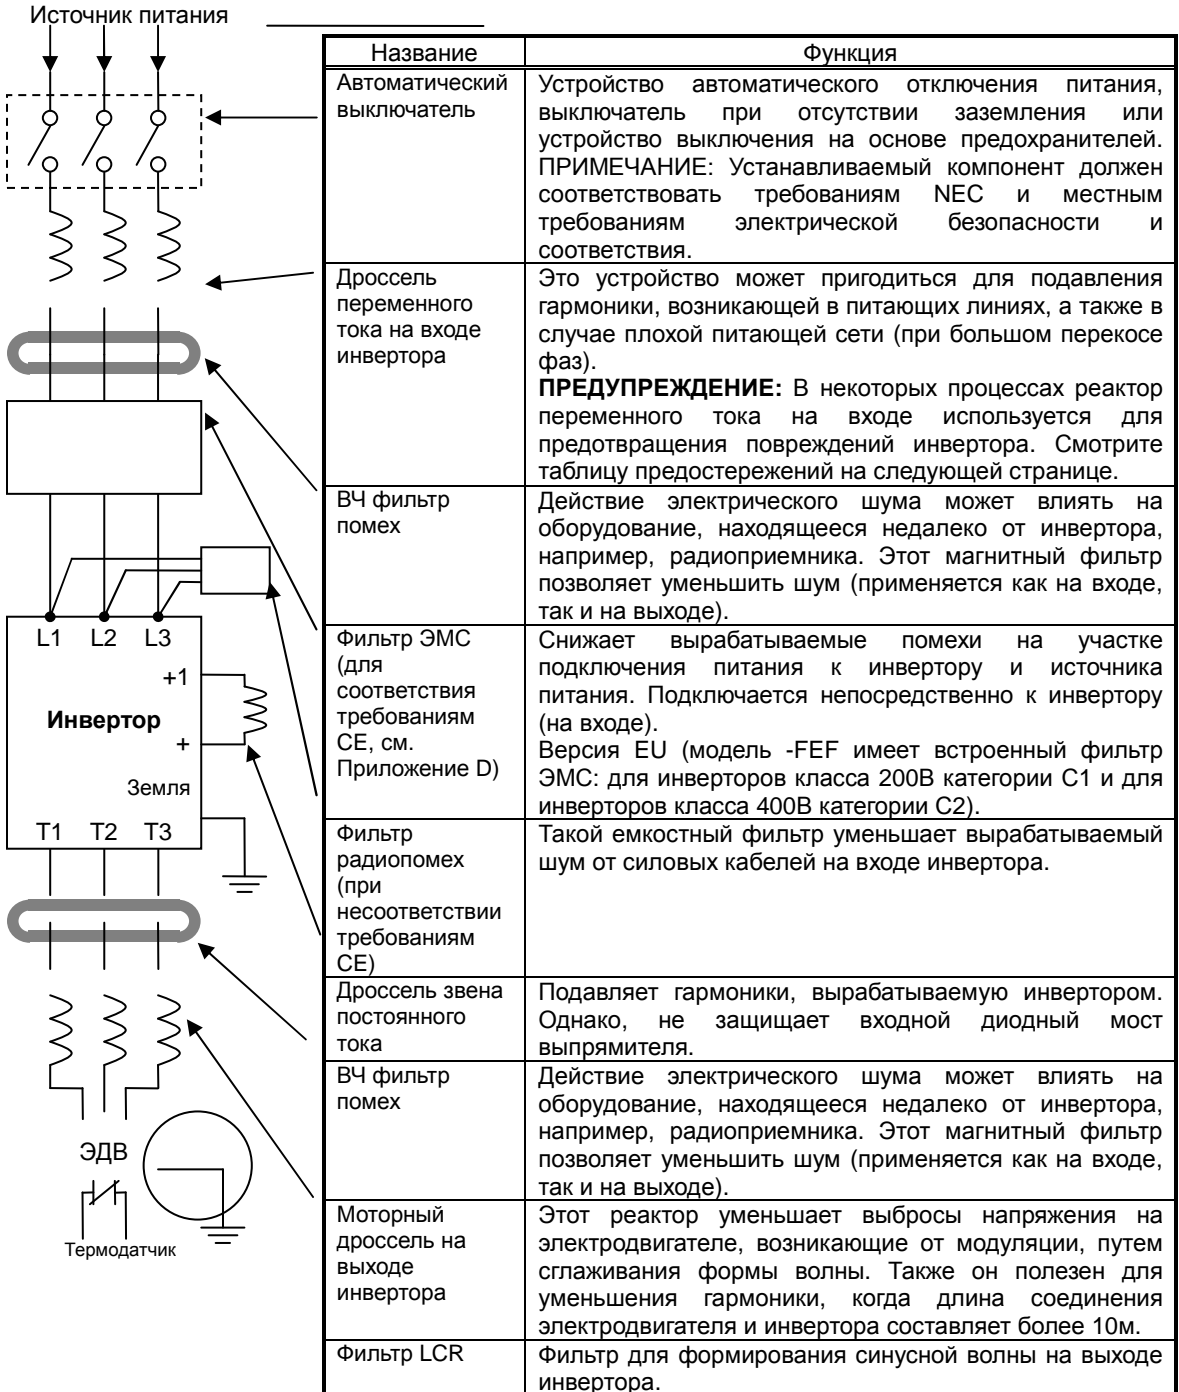 Источник питания
Название
Функция
Автоматический
выключатель
Устройство автоматического отключения питания,
выключатель при отсутствии заземления или
устройство выключения на основе предохранителей.
ПРИМЕЧАНИЕ: Устанавливаемый компонент должен
соответствовать требованиям NEC и местным
требованиям электрической безопасности и
соответствия.
Дроссель
переменного
тока на входе
инвертора
Это устройство может пригодиться для подавления
гармоники, возникающей в питающих линиях, а также в
случае плохой питающей сети (при большом перекосе
фаз).
ПРЕДУПРЕЖДЕНИЕ: В некоторых процессах реактор
переменного тока на входе используется для
предотвращения повреждений инвертора. Смотрите
таблицу предостережений на следующей странице.
ВЧ фильтр
помех
Действие электрического шума может влиять на
оборудование, находящееся недалеко от инвертора,
например, радиоприемника. Этот магнитный фильтр
позволяет уменьшить шум (применяется как на входе,
так и на выходе).
Фильтр ЭМС
(для
соответствия
требованиям
CE, см.
Приложение D)
Снижает вырабатываемые помехи на участке
подключения питания к инвертору и источника
питания. Подключается непосредственно к инвертору
(на входе).
Версия EU (модель -FEF имеет встроенный фильтр
ЭМС: для инверторов класса 200В категории С1 и для
инверторов класса 400В категории С2).
Фильтр
радиопомех
(при
несоответствии
требованиям
CE)
Такой емкостный фильтр уменьшает вырабатываемый
шум от силовых кабелей на входе инвертора.
Дроссель звена
постоянного
тока
Подавляет гармоники, вырабатываемую инвертором.
Однако, не защищает входной диодный мост
выпрямителя.
ВЧ фильтр
помех
Действие электрического шума может влиять на
оборудование, находящееся недалеко от инвертора,
например, радиоприемника. Этот магнитный фильтр
позволяет уменьшить шум (применяется как на входе,
так и на выходе).
Моторный
дроссель на
выходе
инвертора
Этот реактор уменьшает выбросы напряжения на
электродвигателе, возникающие от модуляции, путем
сглаживания формы волны. Также он полезен для
уменьшения гармоники, когда длина соединения
электродвигателя и инвертора составляет более 10м.
Фильтр LCR
Фильтр для формирования синусной волны на выходе
инвертора.
L1 L2 L3
+1
Инвертор
+
Земля
T1 T2 T3
ЭДВ
Термодатчик